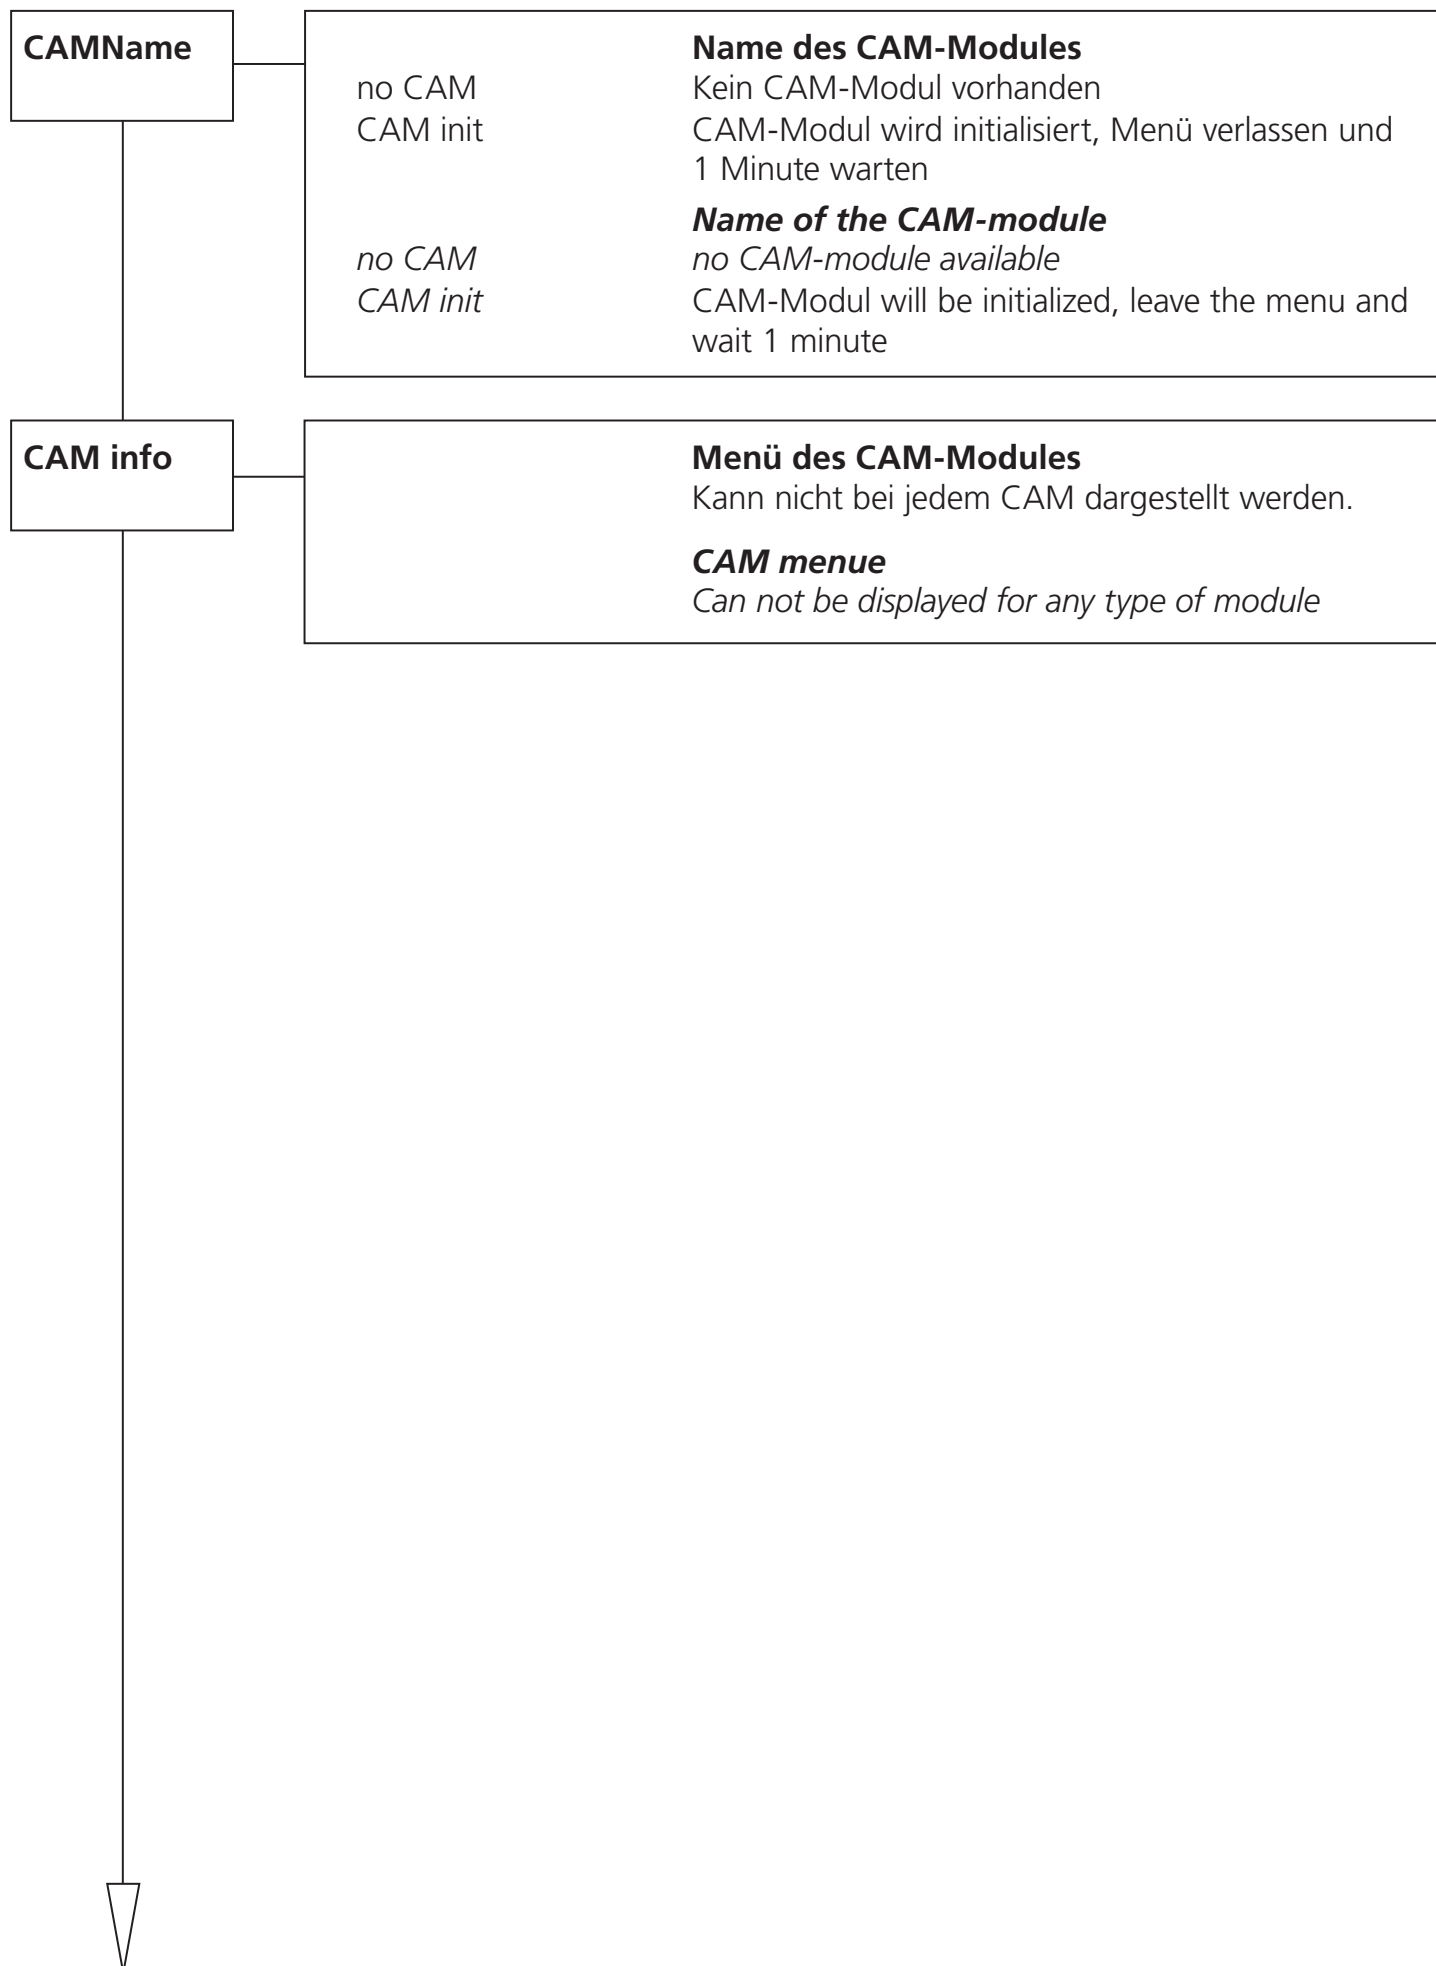 CAMName
Name des CAM-Modules
no CAM Kein CAM-Modul vorhanden
CAM init CAM-Modul wird initialisiert, Menü verlassen und
1 Minute warten
Name of the CAM-module
no CAM no CAM-module available
CAM init CAM-Modul will be initialized, leave the menu and
wait 1 minute
CAM info
Menü des CAM-Modules
Kann nicht bei jedem CAM dargestellt werden.
CAM menue
Can not be displayed for any type of module